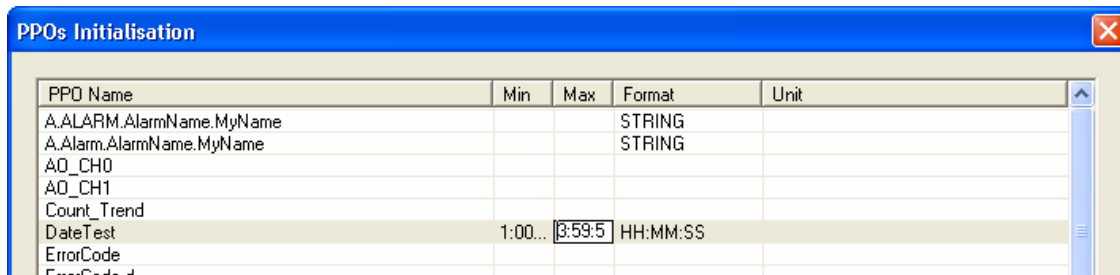 PPOs Initialisation
PPO Name Min Max Format Unit
A.ALARM.AlarmName.MyName STRING
A.Alarm.AlarmName.MyName STRING
AO_CH0
AO_CH1
Count_Trend
DateTest 1:00... 3:59:5 HH:MM:SS
ErrorCode